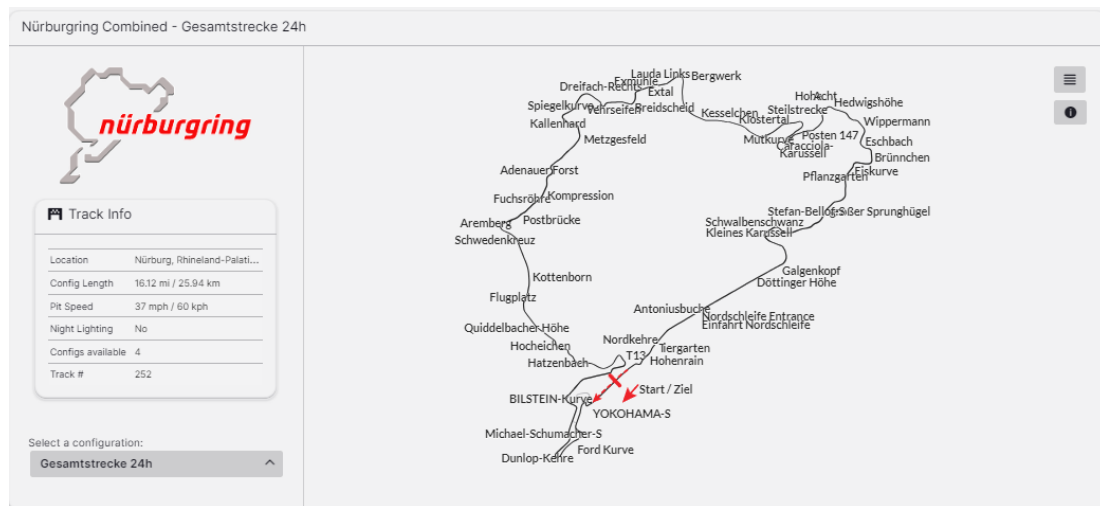 Nürburgring Combined - Gesamtstrecke 24h
nürburgring
Track Info
Location Nürburg, Rhineland-Palati...
Config Length 16.12 mi / 25.94 km
Pit Speed 37 mph / 60 kph
Night Lighting No
Configs available 4
Track # 252
Select a configuration:
Gesamtstrecke 24h
Lauda Links
Bergwerk
Exmühle
Dreifach-Rechts
Extal
Spiegelkurve
Wehrseifen
Breidscheid
Kallenhard
Metzgesfeld
Kesselchen
Klostertal
Steilstrecke
Hohe Acht
Hedwigshöhe
Wippermann
Mutkurve
Posten 147
Eschbach
Caracciola-
Karussell
Brünnchen
Eiskurve
Pflanzgarten
Adenauer Forst
Fuchsröhre
Kompression
Stefan-Bellof-S
Sprunghügel
Aremberg
Postbrücke
Schwalbenschwanz
Kleines Karussell
Schwedenkreuz
Galgenkopf
Döttinger Höhe
Kottenborn
Flugplatz
Antoniusbuche
Nordschleife Entrance
Einfahrt Nordschleife
Quiddelbacher Höhe
Nordkehre
Hocheichen
Tiergarten
T13
Hohenrain
Hatzenbach
Start / Ziel
BILSTEIN-Kurve
YOKOHAMA-S
Michael-Schumacher-S
Ford Kurve
Dunlop-Kehre